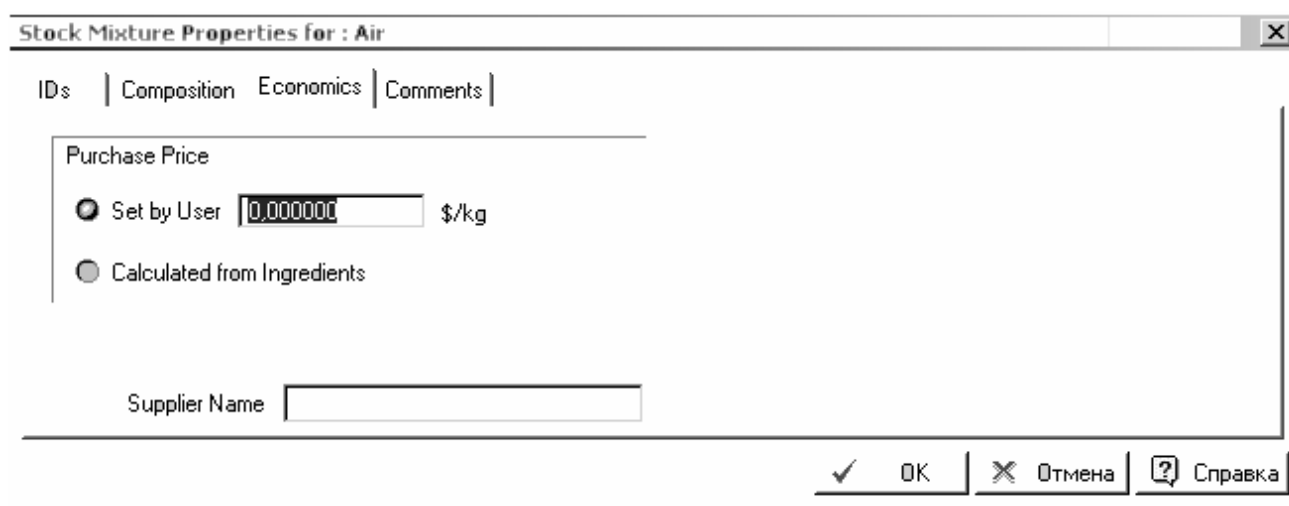 Stock Mixture Properties for : Air
IDs Composition Economics Comments
Purchase Price
Set by User 0,000000 $/kg
Calculated from Ingredients
Supplier Name
OK Отмена Справка